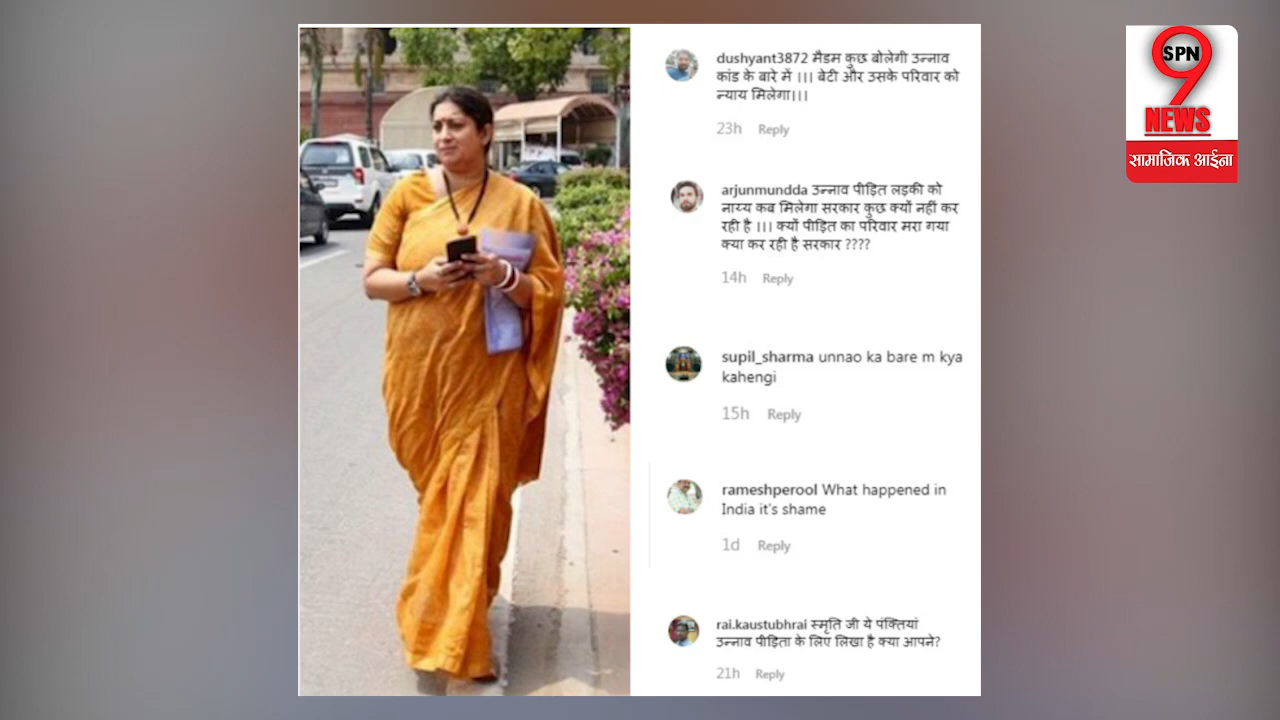 dushyant3872 मैडम कुछ बोलेगी उन्नाव
कांड के बारे में ।।। बेटी और उसके परिवार को
न्याय मिलेगा।।।
23h Reply
arjunmundda उन्नाव पीड़ित लड़की को
नाय्य कब मिलेगा सरकार कुछ क्यों नहीं कर
रही है ।।। क्यों पीड़ित का परिवार मरा गया
क्या कर रही है सरकार ????
14h Reply
supil_sharma unnao ka bare m kya
kahengi
15h Reply
rameshperool What happened in
India it's shame
1d Reply
rai.kaustubhrai स्मृति जी ये पंक्तियां
उन्नाव पीड़िता के लिए लिखा है क्या आपने?
21h Reply
SPN
9
NEWS
सामाजिक आईना